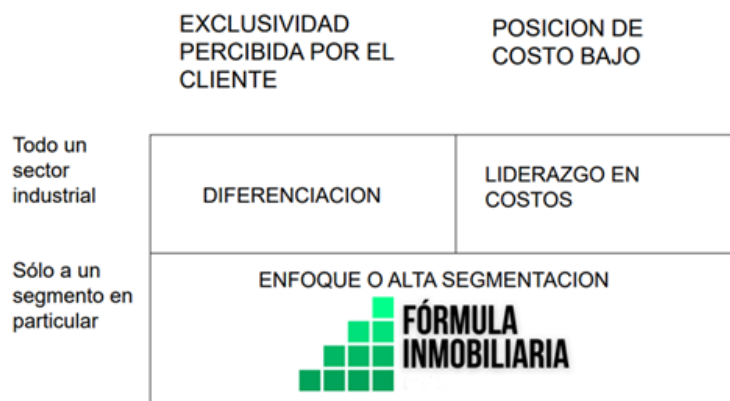 EXCLUSIVIDAD
PERCIBIDA POR EL
CLIENTE
POSICION DE
COSTO BAJO
Todo un
sector
industrial
DIFERENCIACION
LIDERAZGO EN
COSTOS
Sólo a un
segmento en
particular
ENFOQUE O ALTA SEGMENTACION
FÓRMULA
INMOBILIARIA